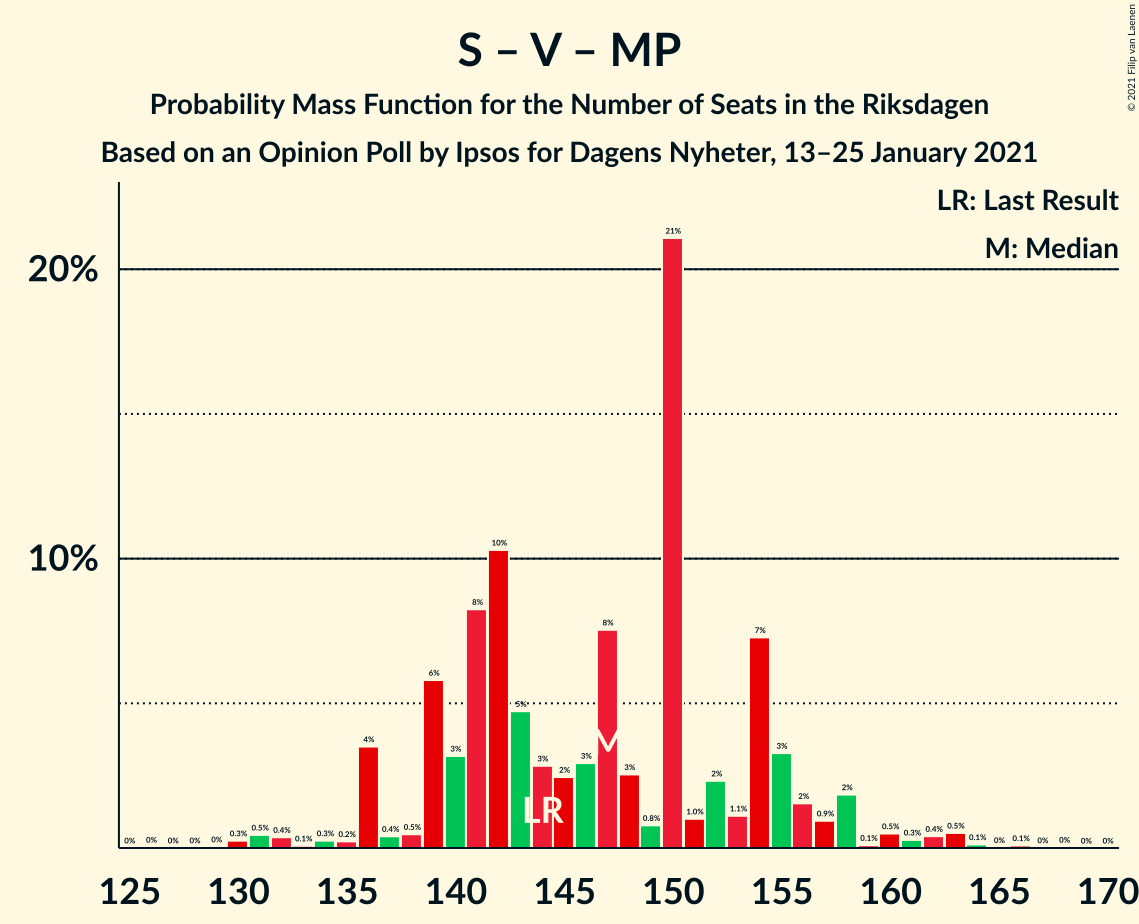 S – V – MP
Probability Mass Function for the Number of Seats in the Riksdagen
Based on an Opinion Poll by Ipsos for Dagens Nyheter, 13–25 January 2021
© 2021 Filip van Laenen
LR: Last Result
M: Median
20%
10%
0% 0% 0% 0% 0% 0.3% 0.5% 0.4% 0.1% 0.3% 0.2% 4% 0.4% 0.5% 6% 3% 8% 10% 5% 3% 2% 3% 8% 3% 0.8% 21% 1.0% 2% 1.1% 7% 3% 2% 0.9% 2% 0.1% 0.5% 0.3% 0.4% 0.5% 0.1% 0% 0.1% 0% 0% 0% 0%
M
LR
125 130 135 140 145 150 155 160 165 170